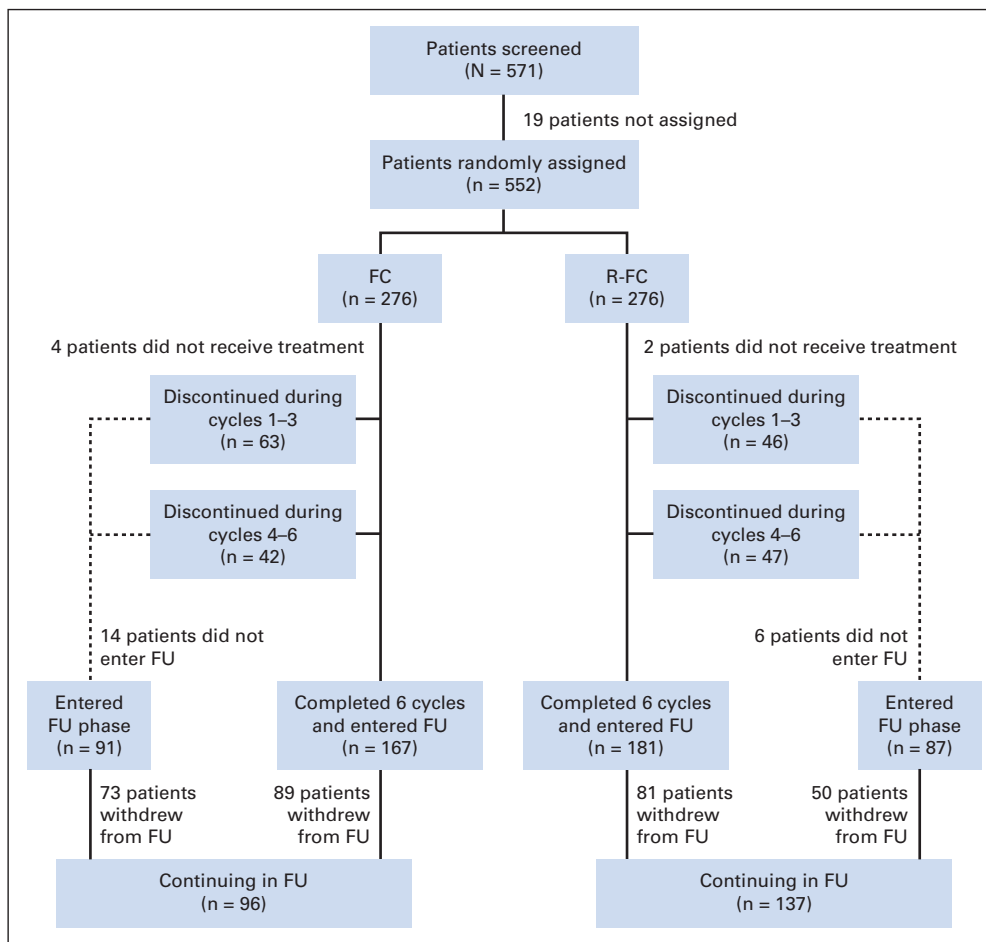 Patients screened
(N = 571)
19 patients not assigned
Patients randomly assigned
(n = 552)
FC
(n = 276)
R-FC
(n = 276)
4 patients did not receive treatment
2 patients did not receive treatment
Discontinued during
cycles 1–3
(n = 63)
Discontinued during
cycles 1–3
(n = 46)
Discontinued during
cycles 4–6
(n = 42)
Discontinued during
cycles 4–6
(n = 47)
14 patients did not
enter FU
6 patients did not
enter FU
Entered
FU phase
(n = 91)
Completed 6 cycles
and entered FU
(n = 167)
Completed 6 cycles
and entered FU
(n = 181)
Entered
FU phase
(n = 87)
73 patients
withdrew
from FU
89 patients
withdrew
from FU
81 patients
withdrew
from FU
50 patients
withdrew
from FU
Continuing in FU
(n = 96)
Continuing in FU
(n = 137)